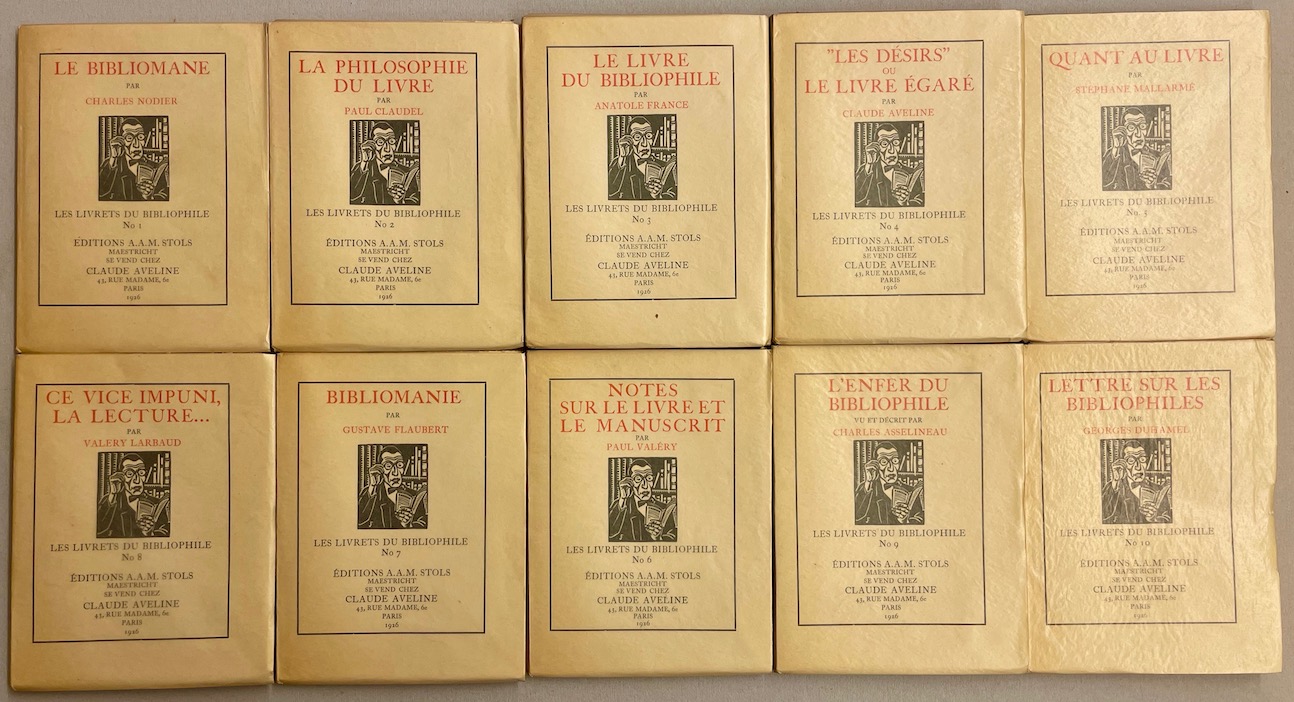 LE BIBLIOMANE
PAR
CHARLES NODIER
LES LIVRETS DU BIBLIOPHILE
No 1
ÉDITIONS A.A.M. STOLS
MAESTRICHT
SE VEND CHEZ
CLAUDE AVELINE
43, RUE MADAME, 6e
PARIS
1926
LA PHILOSOPHIE
DU LIVRE
PAR
PAUL CLAUDEL
LES LIVRETS DU BIBLIOPHILE
No 2
ÉDITIONS A.A.M. STOLS
MAESTRICHT
SE VEND CHEZ
CLAUDE AVELINE
43, RUE MADAME, 6e
PARIS
1926
LE LIVRE
DU BIBLIOPHILE
PAR
ANATOLE FRANCE
LES LIVRETS DU BIBLIOPHILE
No 3
ÉDITIONS A.A.M. STOLS
MAESTRICHT
SE VEND CHEZ
CLAUDE AVELINE
43, RUE MADAME, 6e
PARIS
1926
"LES DÉSIRS"
OU
LE LIVRE ÉGARÉ
PAR
CLAUDE AVELINE
LES LIVRETS DU BIBLIOPHILE
No 4
ÉDITIONS A.A.M. STOLS
MAESTRICHT
SE VEND CHEZ
CLAUDE AVELINE
43, RUE MADAME, 6e
PARIS
1926
QUANT AU LIVRE
PAR
STÉPHANE MALLARMÉ
LES LIVRETS DU BIBLIOPHILE
No. 5
ÉDITIONS A.A.M. STOLS
MAESTRICHT
SE VEND CHEZ
CLAUDE AVELINE
43, RUE MADAME, 6e
PARIS
1926
CE VICE IMPUNI,
LA LECTURE...
PAR
VALERY LARBAUD
LES LIVRETS DU BIBLIOPHILE
No 8
ÉDITIONS A.A.M. STOLS
MAESTRICHT
SE VEND CHEZ
CLAUDE AVELINE
43, RUE MADAME, 6e
PARIS
1926
BIBLIOMANIE
PAR
GUSTAVE FLAUBERT
LES LIVRETS DU BIBLIOPHILE
No 7
ÉDITIONS A.A.M. STOLS
MAESTRICHT
SE VEND CHEZ
CLAUDE AVELINE
43, RUE MADAME, 6e
PARIS
1926
NOTES
SUR LE LIVRE ET
LE MANUSCRIT
PAR
PAUL VALÉRY
LES LIVRETS DU BIBLIOPHILE
No 6
ÉDITIONS A.A.M. STOLS
MAESTRICHT
SE VEND CHEZ
CLAUDE AVELINE
43, RUE MADAME, 6e
PARIS
1926
L'ENFER DU
BIBLIOPHILE
VU ET DÉCRIT PAR
CHARLES ASSELINEAU
LES LIVRETS DU BIBLIOPHILE
No 9
ÉDITIONS A.A.M. STOLS
MAESTRICHT
SE VEND CHEZ
CLAUDE AVELINE
43, RUE MADAME, 6e
PARIS
1926
LETTRE SUR LES
BIBLIOPHILES
PAR
GEORGES DUHAMEL
LES LIVRETS DU BIBLIOPHILE
No 10
ÉDITIONS A.A.M. STOLS
MAESTRICHT
SE VEND CHEZ
CLAUDE AVELINE
43, RUE MADAME, 6e
PARIS
1926